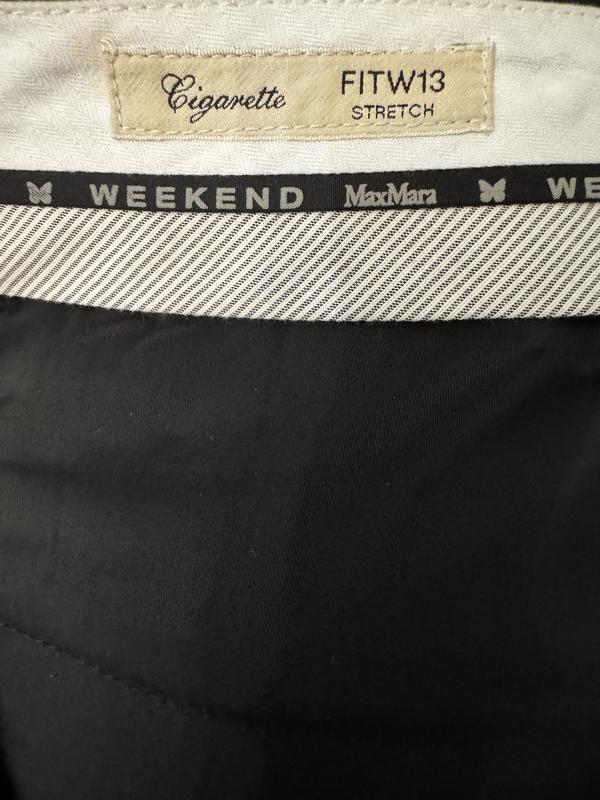 Cigarette
FITW13
STRETCH
WEEKEND MaxMara WE